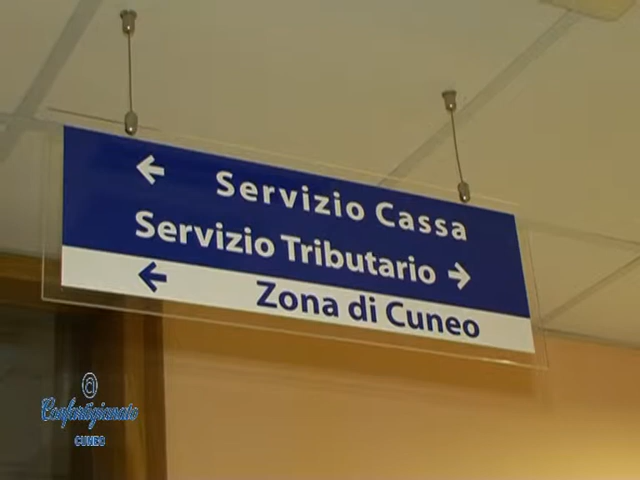 ← Servizio Cassa
Servizio Tributario →
← Zona di Cuneo
@
Confartigianato
CUNEO